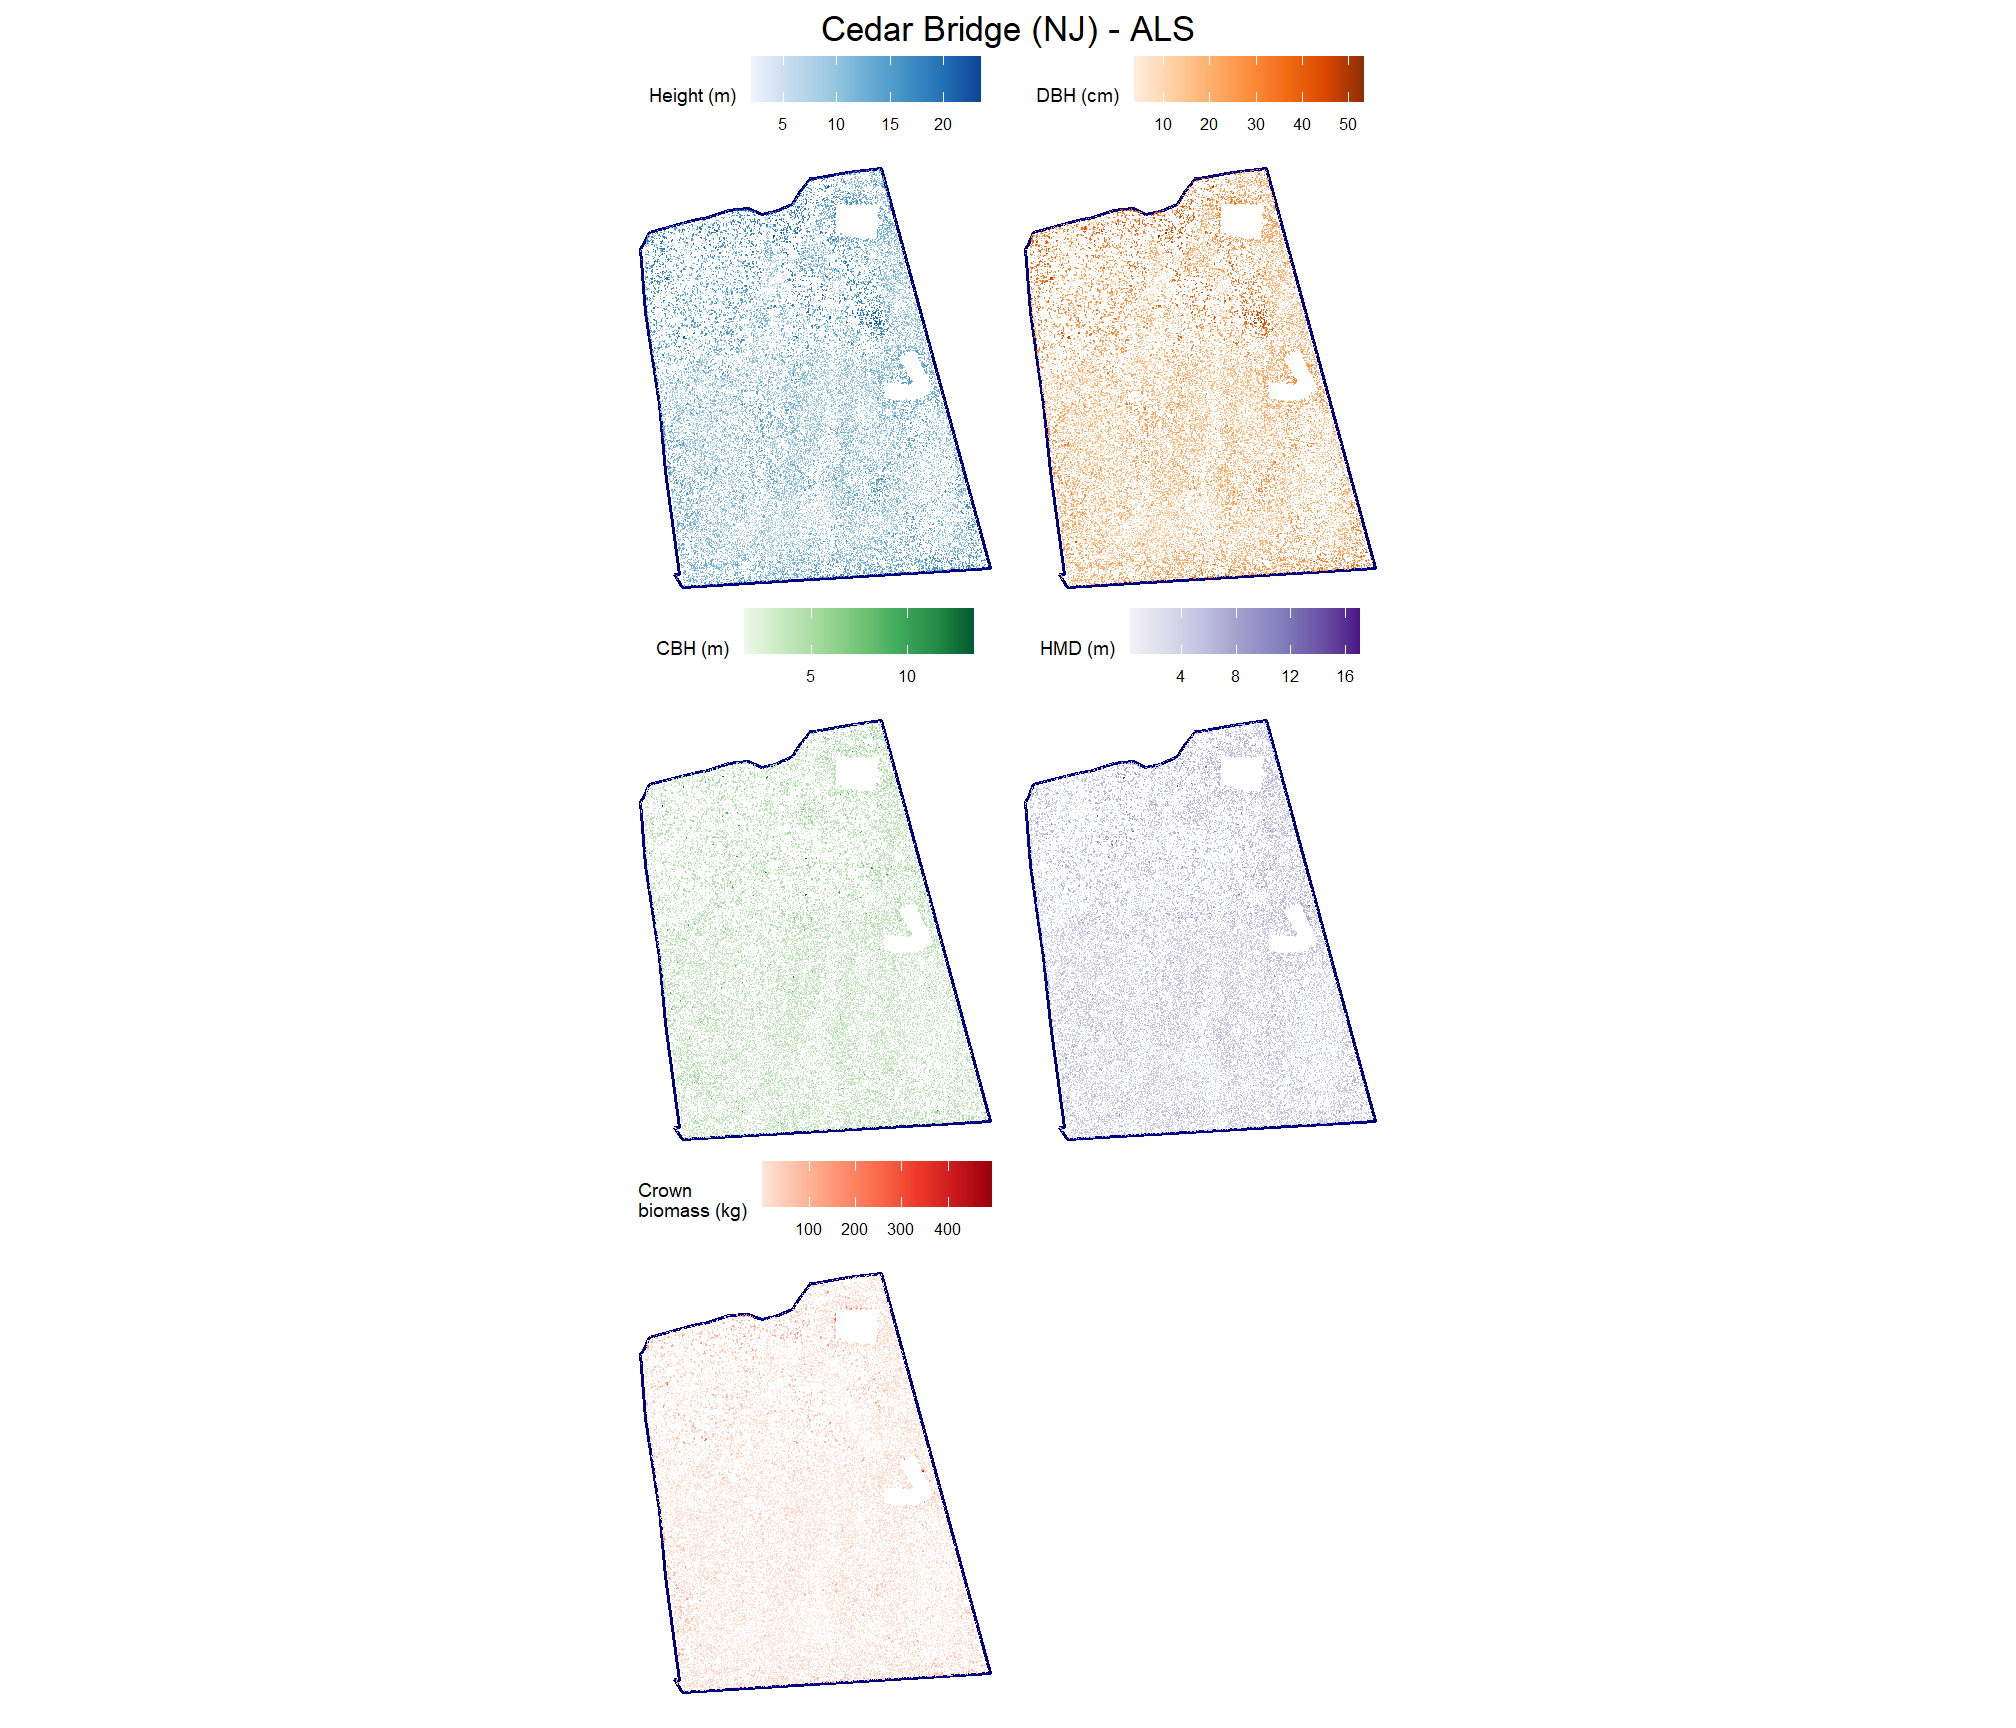 Cedar Bridge (NJ) - ALS
Height (m)
5 10 15 20
DBH (cm)
10 20 30 40 50
CBH (m)
5 10
HMD (m)
4 8 12 16
Crown
biomass (kg)
100 200 300 400